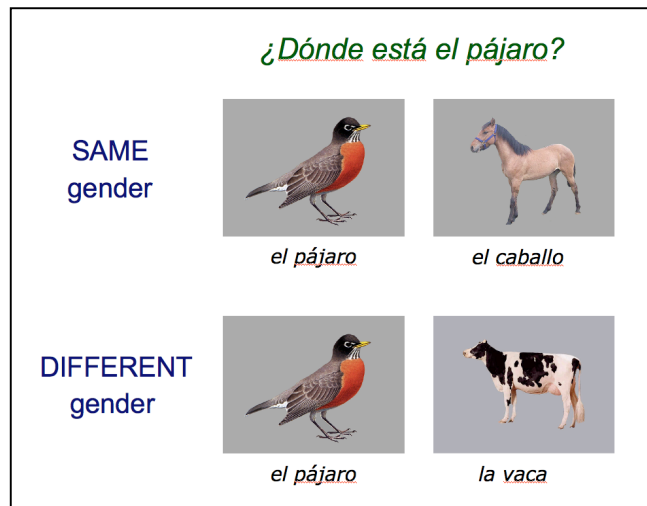 ¿Dónde está el pájaro?
SAME
gender
el pájaro
el caballo
DIFFERENT
gender
el pájaro
la vaca